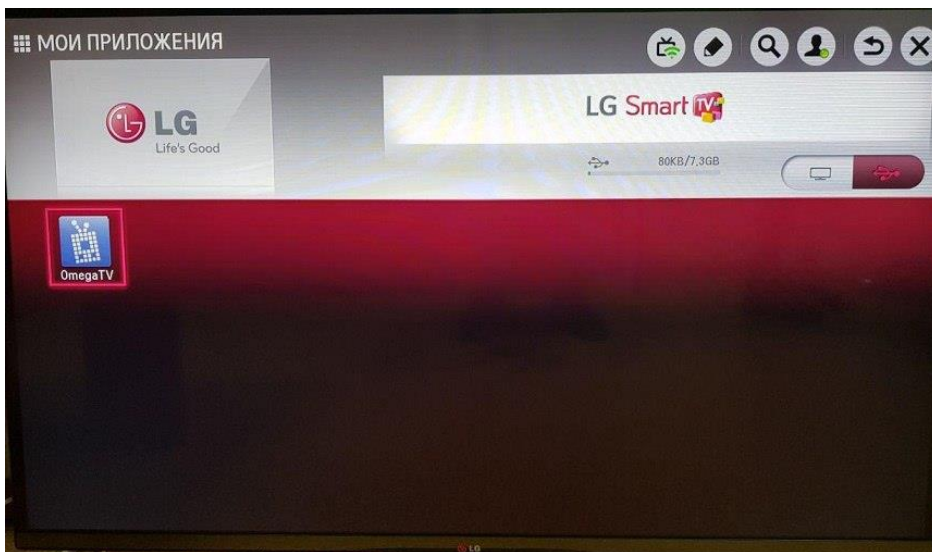 МОИ ПРИЛОЖЕНИЯ
LG
Life's Good
LG Smart TV
80KB/7,3GB
OmegaTV
LG